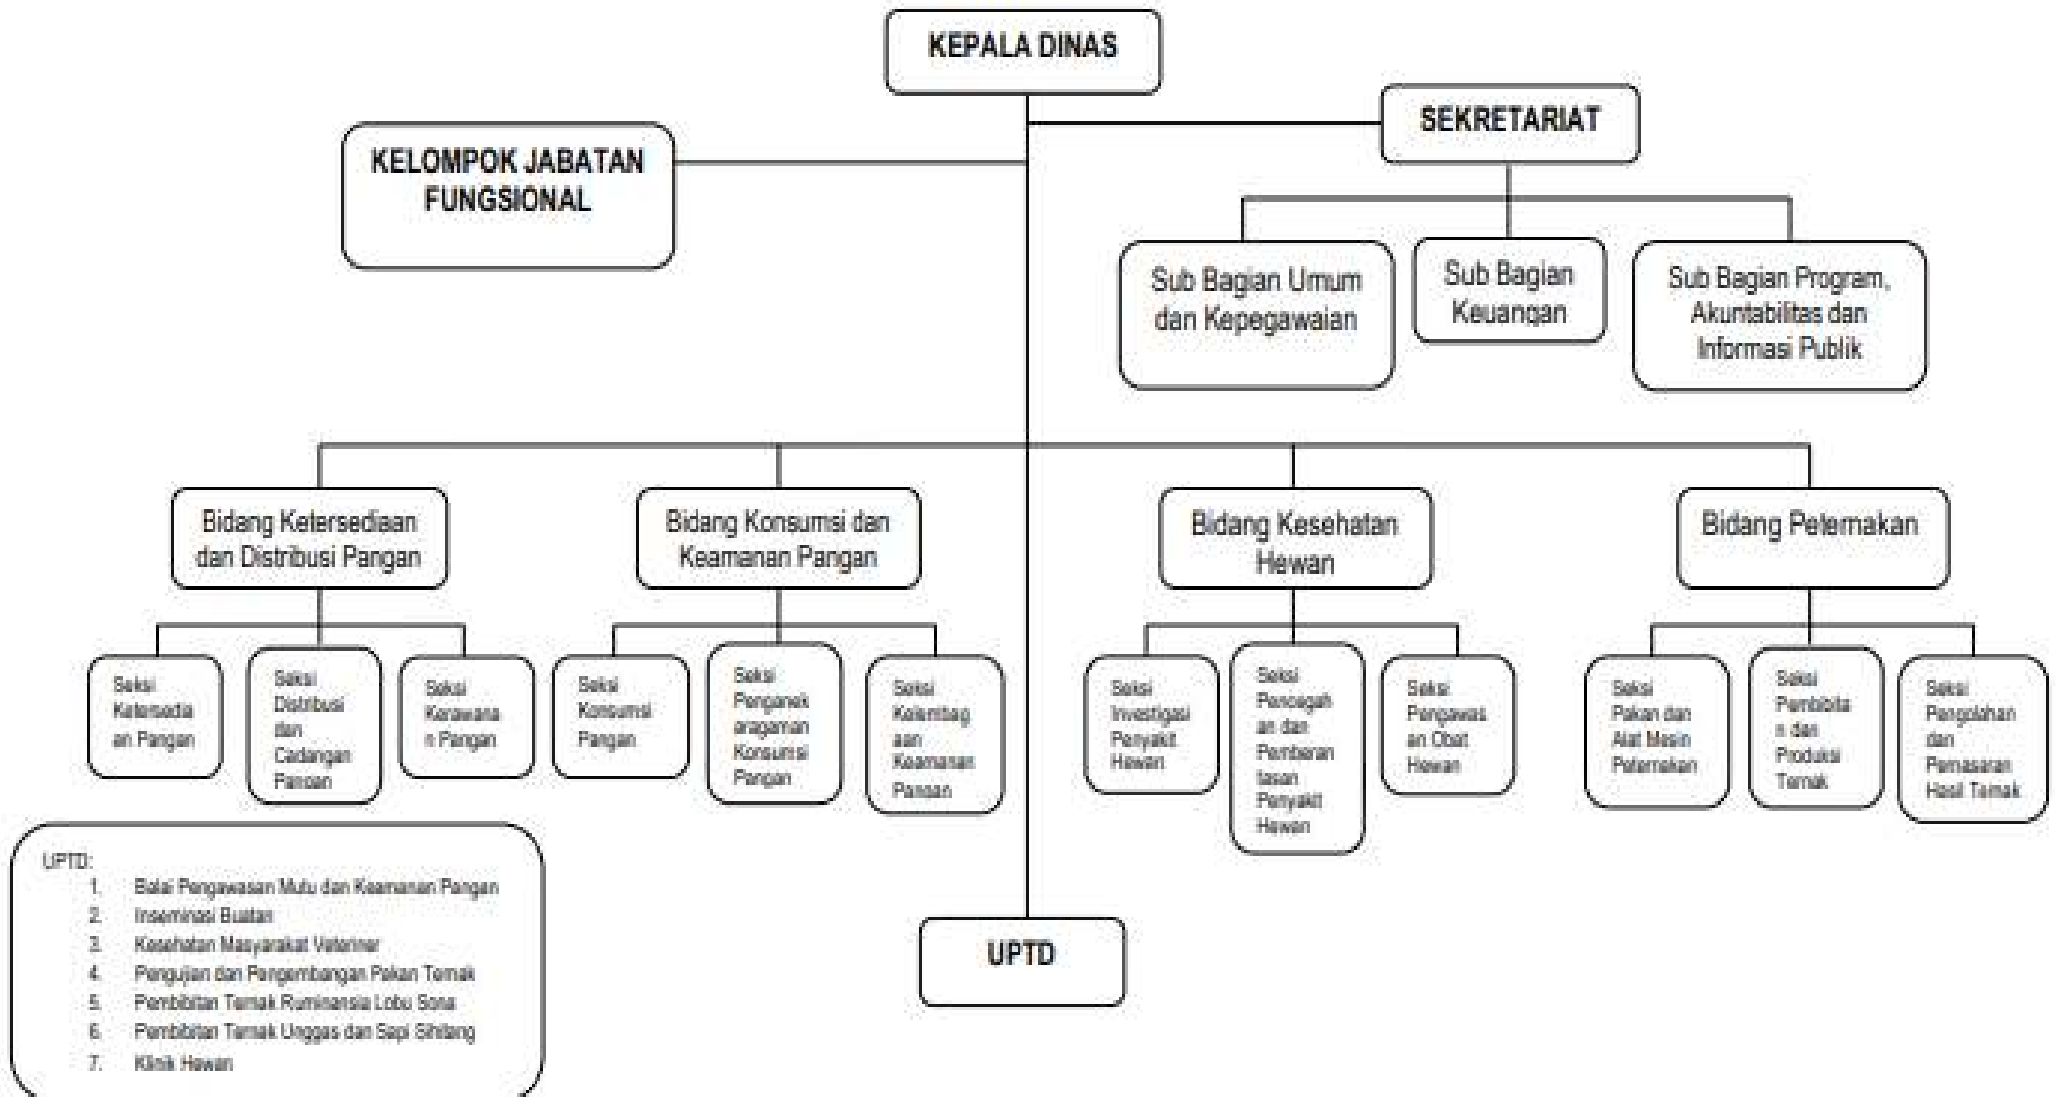 KEPALA DINAS
SEKRETARIAT
KELOMPOK JABATAN
FUNGSIONAL
Sub Bagian Umum
dan Kepegawaian
Sub Bagian
Keuangan
Sub Bagian Program,
Akuntabilitas dan
Informasi Publik
Bidang Ketersediaan
dan Distribusi Pangan
Bidang Konsumsi dan
Keamanan Pangan
Bidang Kesehatan
Hewan
Bidang Peternakan
Seksi
Ketersedia
an Pangan
Seksi
Distribusi
dan
Cadangan
Pangan
Seksi
Kerawana
n Pangan
Seksi
Konsumsi
Pangan
Seksi
Penganek
aragaman
Konsumsi
Pangan
Seksi
Kelembag
aan
Keamanan
Pangan
Seksi
Investigasi
Penyakit
Hewan
Seksi
Pencegah
an dan
Pemberan
tasan
Penyakit
Hewan
Seksi
Pengawas
an Obat
Hewan
Seksi
Pakan dan
Alat Mesin
Peternakan
Seksi
Pembibita
n dan
Produksi
Ternak
Seksi
Pengolahan
dan
Pemasaran
Hasil Ternak
UPTD:
1. Balai Pengawasan Mutu dan Keamanan Pangan
2. Inseminasi Buatan
3. Kesehatan Masyarakat Veteriner
4. Pengujian dan Pengembangan Pakan Ternak
5. Pembibitan Ternak Ruminansia Lobu Sona
6. Pembibitan Ternak Unggas dan Sapi Sihitang
7. Klinik Hewan
UPTD